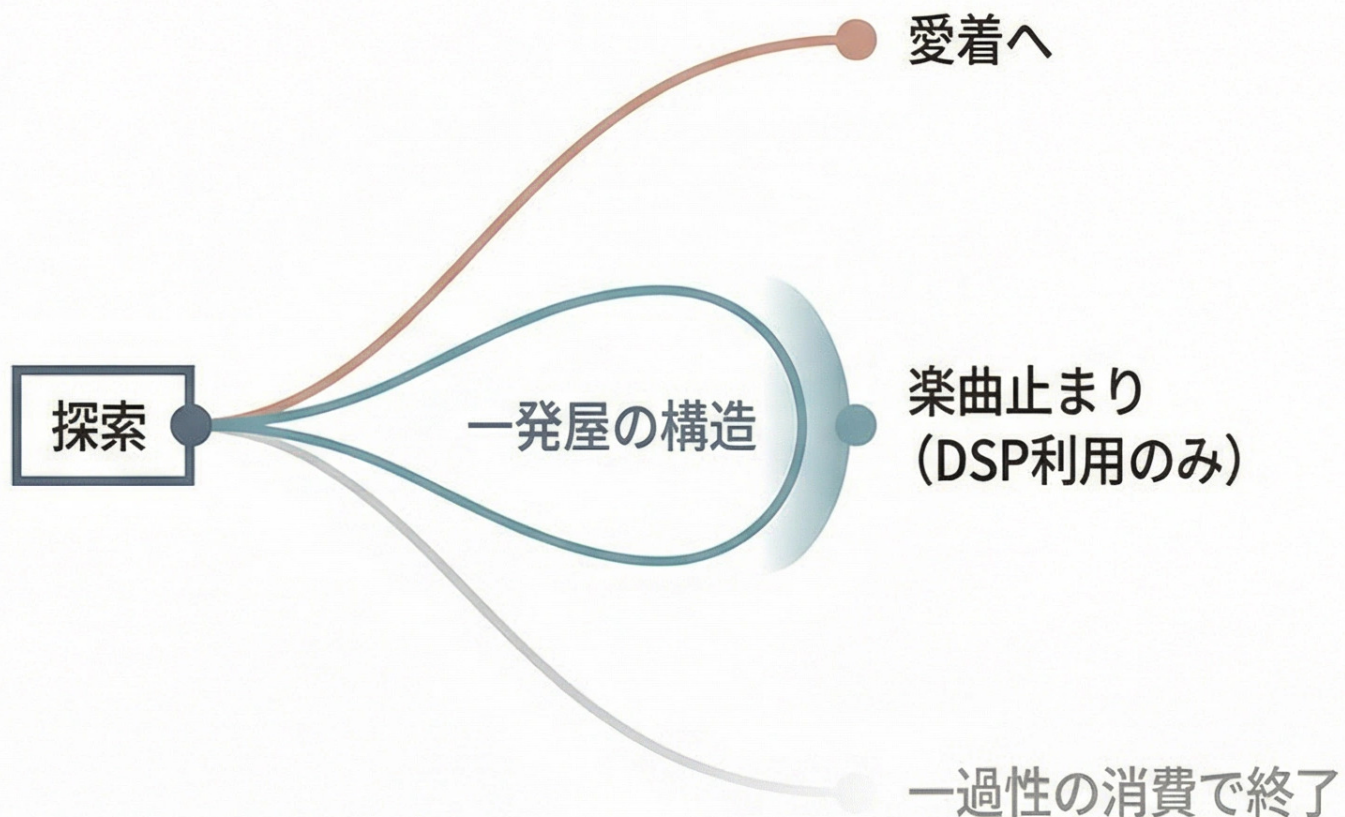 愛着へ
探索
一発屋の構造
楽曲止まり
（DSP利用のみ）
一過性の消費で終了